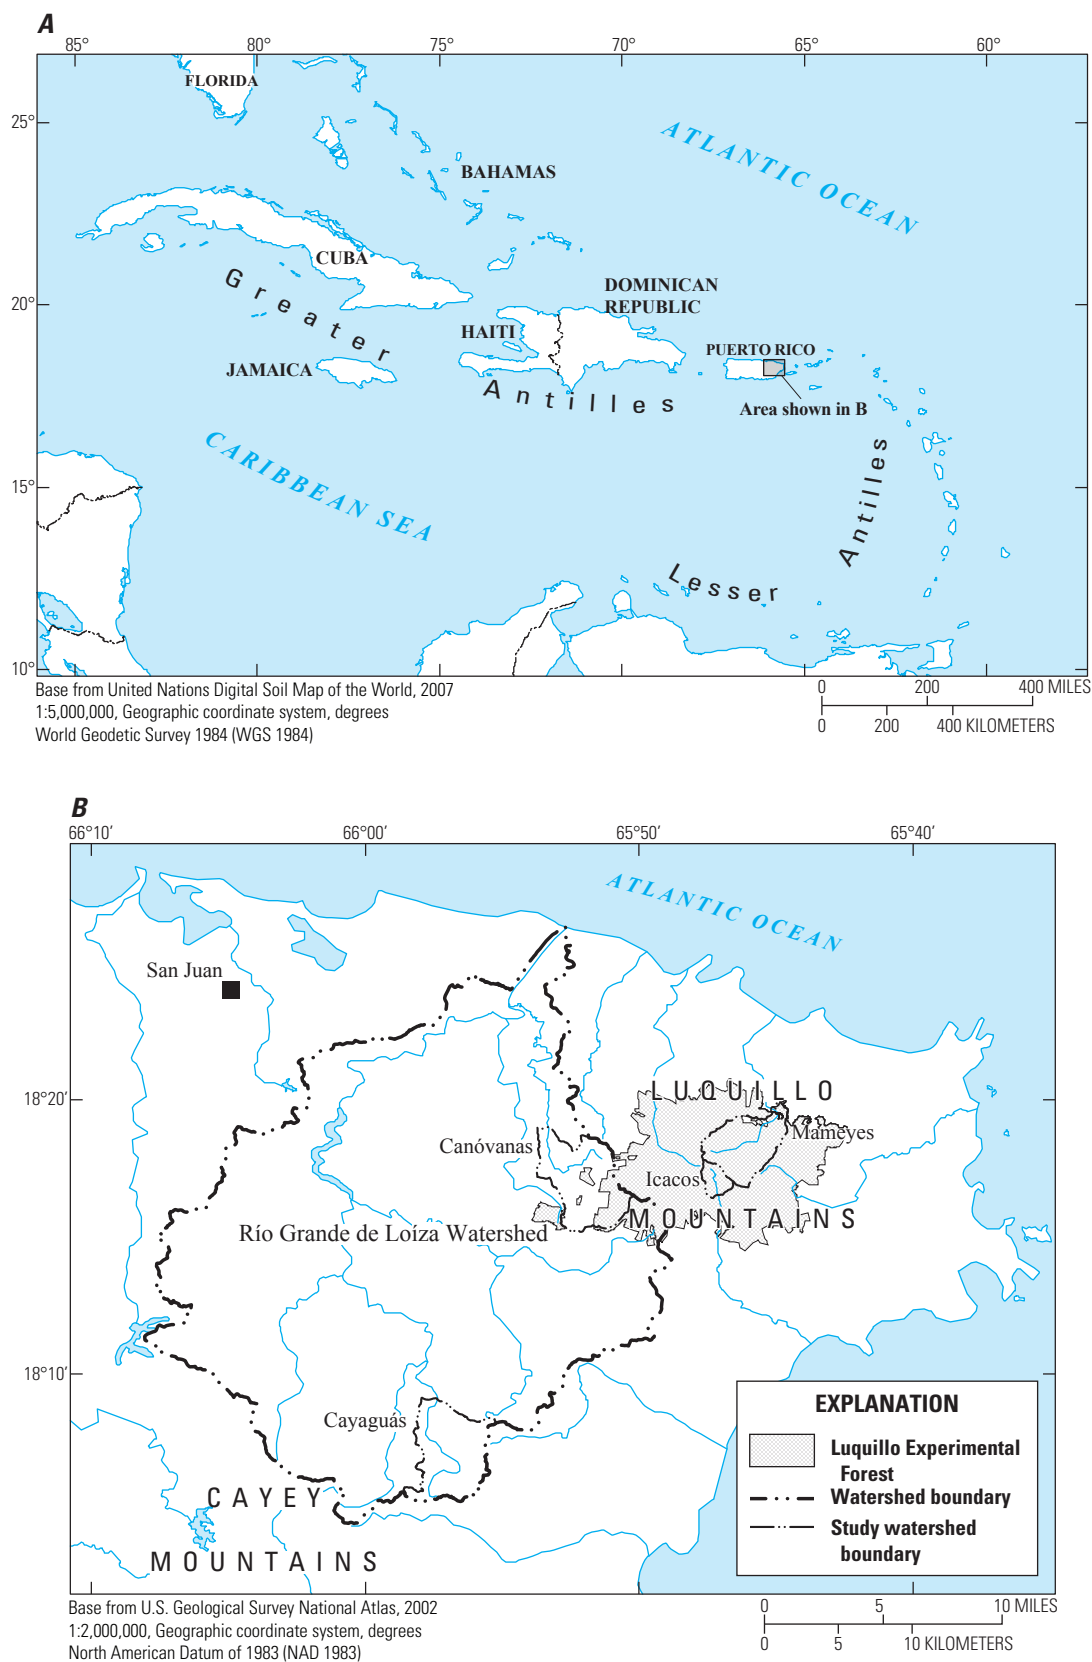 A
85°
80°
75°
70°
65°
60°
FLORIDA
25°
ATLANTIC OCEAN
BAHAMAS
CUBA
Greater
DOMINICAN
REPUBLIC
20°
HAITI
PUERTO RICO
JAMAICA
Antilles
Area shown in B
CARIBBEAN SEA
Antilles
15°
Lesser
10°
Base from United Nations Digital Soil Map of the World, 2007
1:5,000,000, Geographic coordinate system, degrees
World Geodetic Survey 1984 (WGS 1984)
0 200 400 MILES
0 200 400 KILOMETERS
B
66°10′
66°00′
65°50′
65°40′
ATLANTIC OCEAN
San Juan
18°20′
LUQUILLO
Mameyes
Canóvanas
Icacos
MOUNTAINS
Río Grande de Loíza Watershed
18°10′
Cayaguás
CAYEY
MOUNTAINS
EXPLANATION
Luquillo Experimental
Forest
Watershed boundary
Study watershed
boundary
Base from U.S. Geological Survey National Atlas, 2002
1:2,000,000, Geographic coordinate system, degrees
North American Datum of 1983 (NAD 1983)
0 5 10 MILES
0 5 10 KILOMETERS